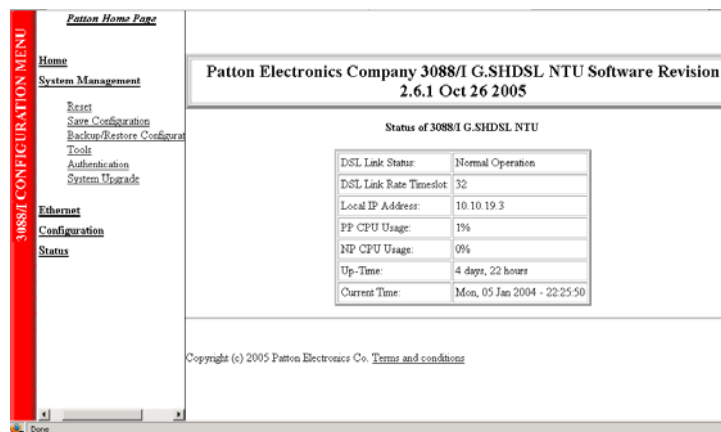 3088/I CONFIGURATION MENU
Patton Home Page
Home
System Management
Reset
Save Configuration
Backup/Restore Configurat
Tools
Authentication
System Upgrade
Ethernet
Configuration
Status
Patton Electronics Company 3088/I G.SHDSL NTU Software Revision
2.6.1 Oct 26 2005
Status of 3088/I G.SHDSL NTU
DSL Link Status: Normal Operation
DSL Link Rate Timeslot: 32
Local IP Address: 10.10.19.3
PP CPU Usage: 1%
NP CPU Usage: 0%
Up-Time: 4 days, 22 hours
Current Time: Mon, 05 Jan 2004 - 22:25:50
Copyright (c) 2005 Patton Electronics Co. Terms and conditions
Done